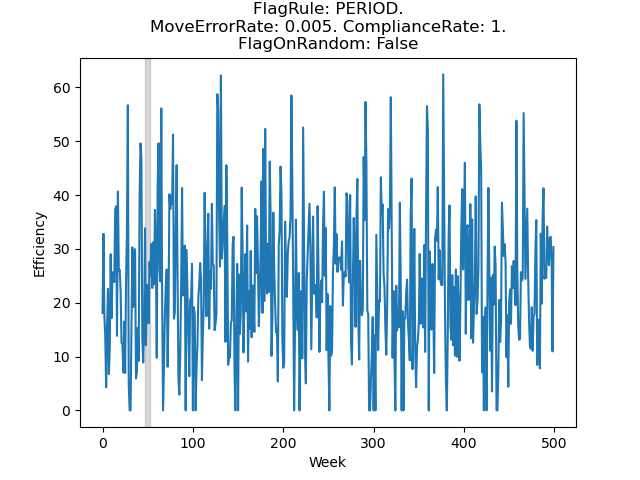 FlagRule: PERIOD.
MoveErrorRate: 0.005. ComplianceRate: 1.
FlagOnRandom: False
60
50
40
30
20
10
0
Efficiency
0 100 200 300 400 500
Week